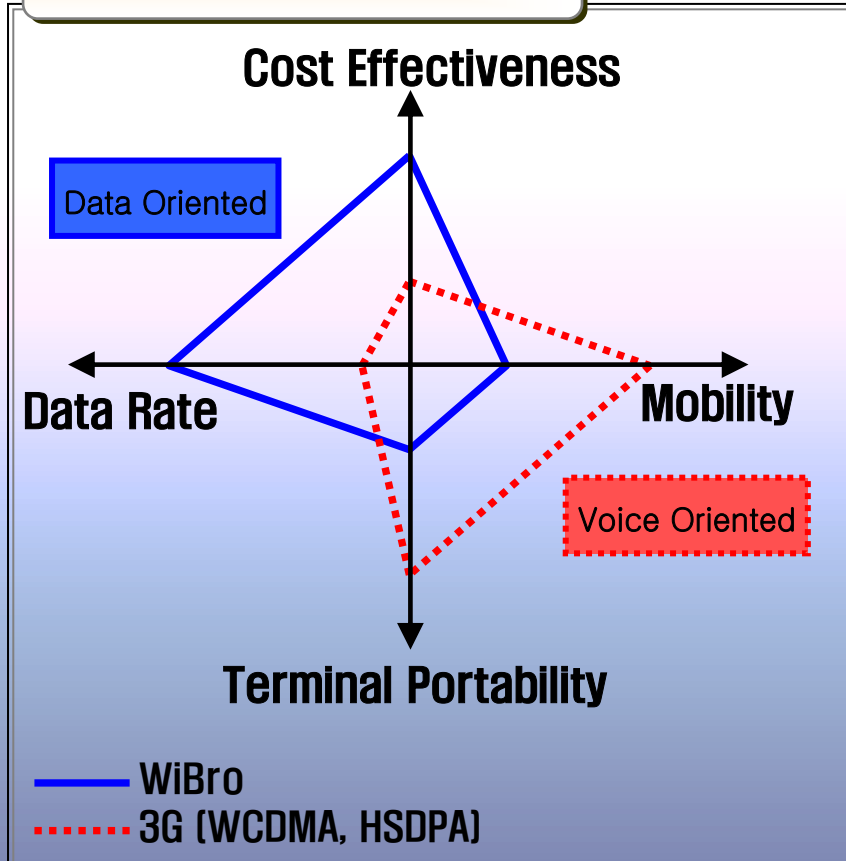 Cost Effectiveness
Data Oriented
Data Rate
Mobility
Voice Oriented
Terminal Portability
WiBro
3G (WCDMA, HSDPA)